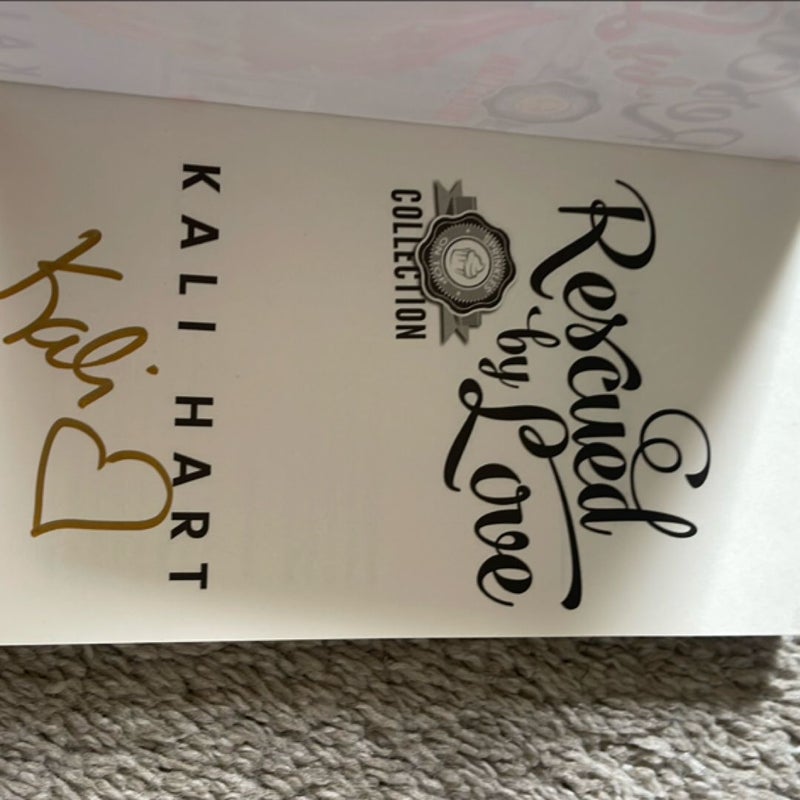 Rescued
by Love
COLLECTION
KALI HART
Kali